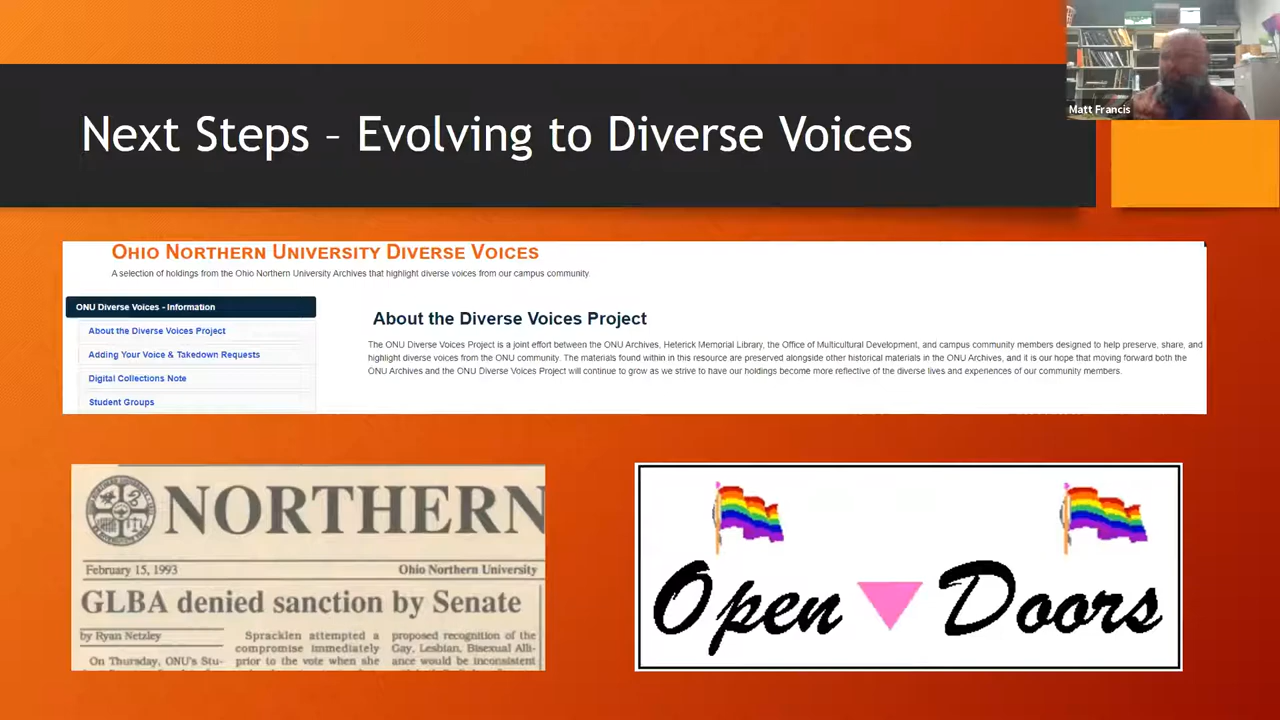 Matt Francis
Next Steps – Evolving to Diverse Voices
OHIO NORTHERN UNIVERSITY DIVERSE VOICES
A selection of holdings from the Ohio Northern University Archives that highlight diverse voices from our campus community.
ONU Diverse Voices - Information
About the Diverse Voices Project
Adding Your Voice & Takedown Requests
Digital Collections Note
Student Groups
About the Diverse Voices Project
The ONU Diverse Voices Project is a joint effort between the ONU Archives, Heterick Memorial Library, the Office of Multicultural Development, and campus community members designed to help preserve, share, and
highlight diverse voices from the ONU community. The materials found within this resource are preserved alongside other historical materials in the ONU Archives, and it is our hope that moving forward both the
ONU Archives and the ONU Diverse Voices Project will continue to grow as we strive to have our holdings become more reflective of the diverse lives and experiences of our community members.
NORTHERN
February 15, 1993 Ohio Northern University
GLBA denied sanction by Senate
by Ryan Netzley
On Thursday, ONU's Stu-
Spracklen attempted a
compromise immediately
prior to the vote when she
proposed recognition of the
Gay, Lesbian, Bisexual Alli-
ance would be inconsistent
Open Doors